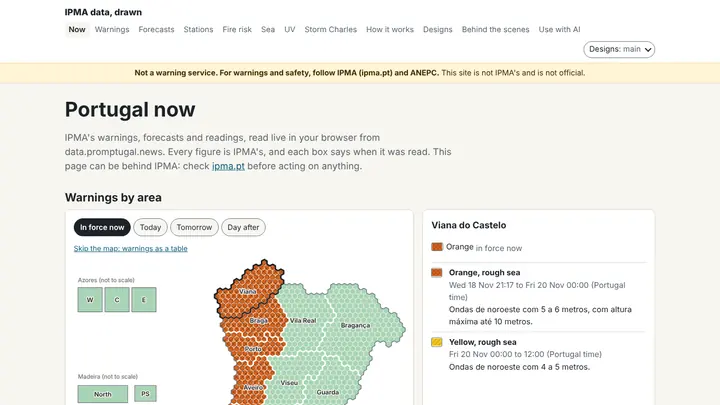 IPMA data, drawn
Now Warnings Forecasts Stations Fire risk Sea UV Storm Charles How it works Designs Behind the scenes Use with AI
Designs: main
Not a warning service. For warnings and safety, follow IPMA (ipma.pt) and ANEPC. This site is not IPMA's and is not official.
Portugal now
IPMA's warnings, forecasts and readings, read live in your browser from
data.promptugal.news. Every figure is IPMA's, and each box says when it was read. This
page can be behind IPMA: check ipma.pt before acting on anything.
Warnings by area
In force now Today Tomorrow Day after
Skip the map: warnings as a table
Azores (not to scale)
W C E
Madeira (not to scale)
North PS
Viana
Braga Vila Real Bragança
Porto
Aveiro Viseu Guarda
Viana do Castelo
Orange in force now
Orange, rough sea
Wed 18 Nov 21:17 to Fri 20 Nov 00:00 (Portugal
time)
Ondas de noroeste com 5 a 6 metros, com altura
máxima até 10 metros.
Yellow, rough sea
Fri 20 Nov 00:00 to 12:00 (Portugal time)
Ondas de noroeste com 4 a 5 metros.